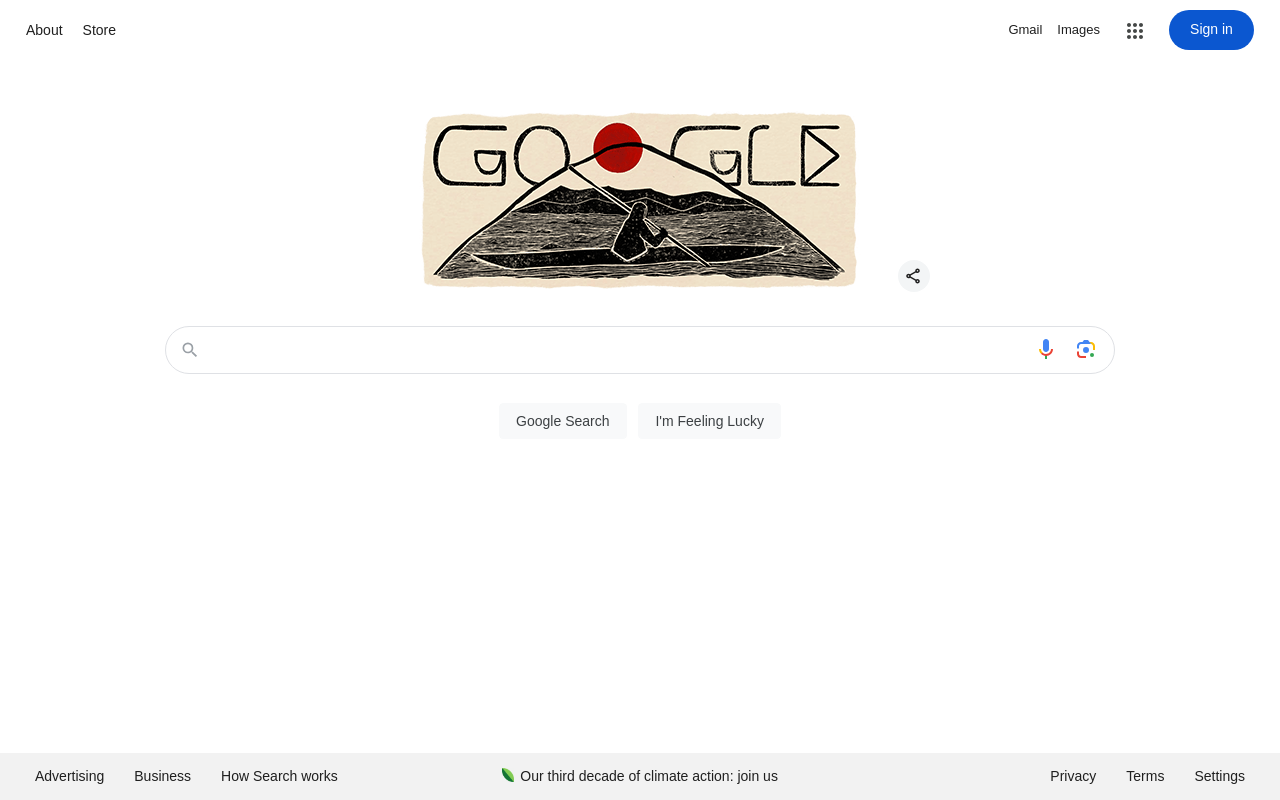 About Store
Gmail Images Sign in
GOOGLE
Google Search I'm Feeling Lucky
Advertising Business How Search works
Our third decade of climate action: join us
Privacy Terms Settings